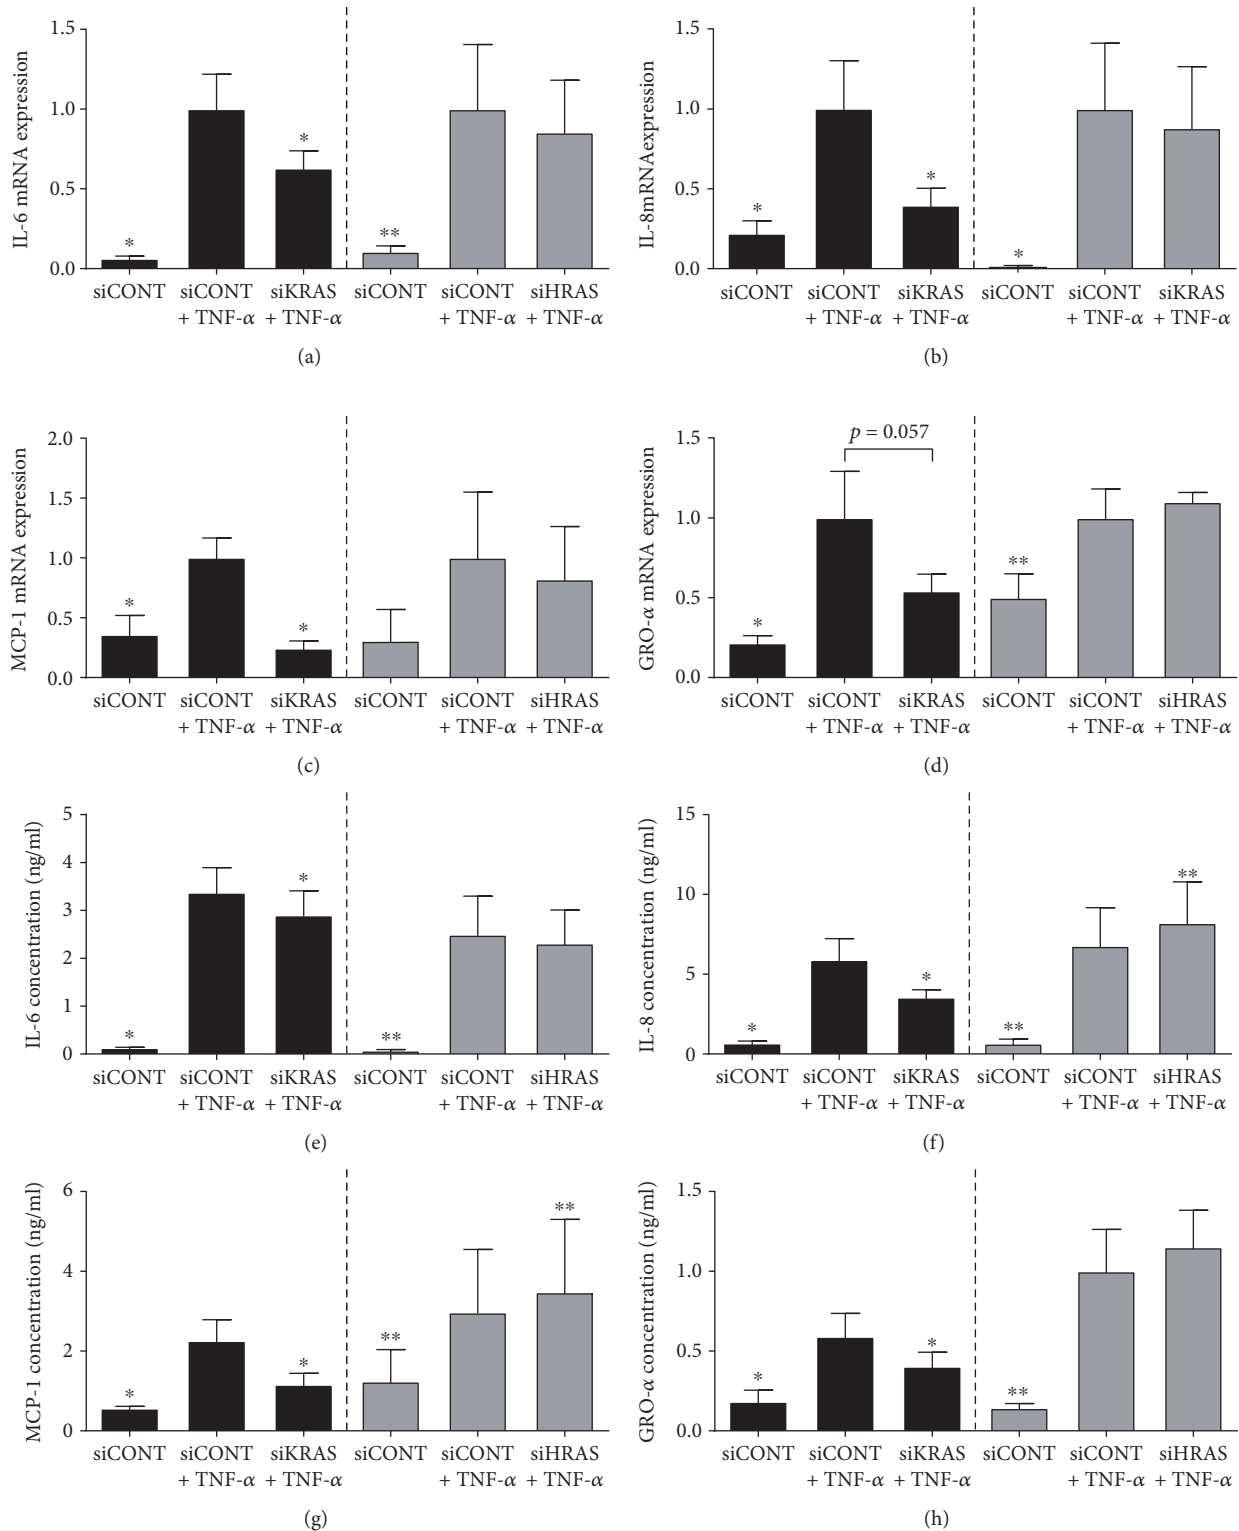 IL-6 mRNA expression
1.5
1.0
0.5
0.0
*
*
**
siCONT siCONT siKRAS siCONT siCONT siHRAS
+ TNF-α + TNF-α + TNF-α + TNF-α
(a)
IL-8mRNAexpression
1.5
1.0
0.5
0.0
*
*
*
siCONT siCONT siKRAS siCONT siCONT siKRAS
+ TNF-α + TNF-α + TNF-α + TNF-α
(b)
MCP-1 mRNA expression
2.0
1.5
1.0
0.5
0.0
*
*
siCONT siCONT siKRAS siCONT siCONT siHRAS
+ TNF-α + TNF-α + TNF-α + TNF-α
(c)
GRO-α mRNA expression
1.5
1.0
0.5
0.0
p = 0.057
*
**
siCONT siCONT siKRAS siCONT siCONT siHRAS
+ TNF-α + TNF-α + TNF-α + TNF-α
(d)
IL-6 concentration (ng/ml)
5
4
3
2
1
0
*
*
**
siCONT siCONT siKRAS siCONT siCONT siHRAS
+ TNF-α + TNF-α + TNF-α + TNF-α
(e)
IL-8 concentration (ng/ml)
15
10
5
0
*
*
**
**
siCONT siCONT siKRAS siCONT siCONT siHRAS
+ TNF-α + TNF-α + TNF-α + TNF-α
(f)
MCP-1 concentration (ng/ml)
6
4
2
0
*
*
**
**
siCONT siCONT siKRAS siCONT siCONT siHRAS
+ TNF-α + TNF-α + TNF-α + TNF-α
(g)
GRO-α concentration (ng/ml)
1.5
1.0
0.5
0.0
*
*
**
siCONT siCONT siKRAS siCONT siCONT siHRAS
+ TNF-α + TNF-α + TNF-α + TNF-α
(h)